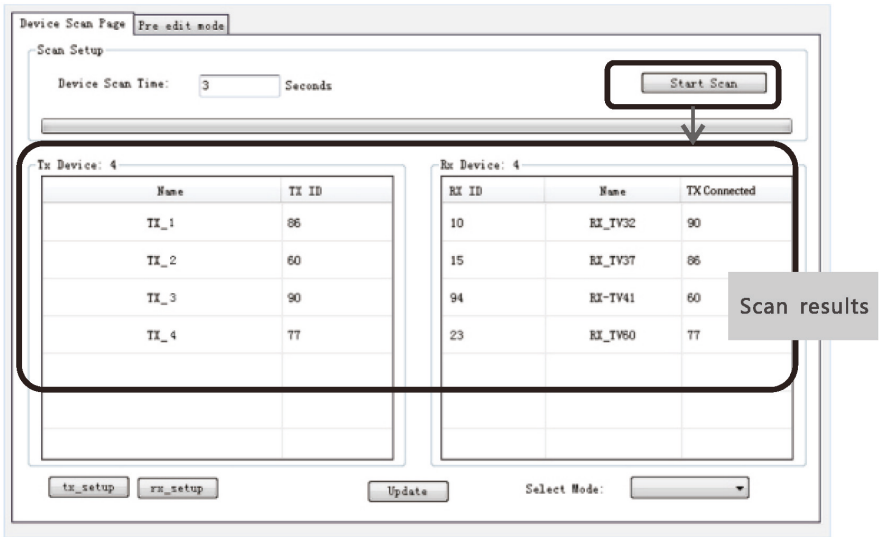 Device Scan Page Pre edit mode
Scan Setup
Device Scan Time: 3 Seconds Start Scan
Tx Device: 4 Rx Device: 4
Name TX ID RX ID Name TX Connected
TX_1 86 10 RX_TV32 90
TX_2 60 15 RX_TV37 86
TX_3 90 94 RX-TV41 60
TX_4 77 23 RX_TV60 77
Scan results
tx_setup rx_setup Update Select Mode: